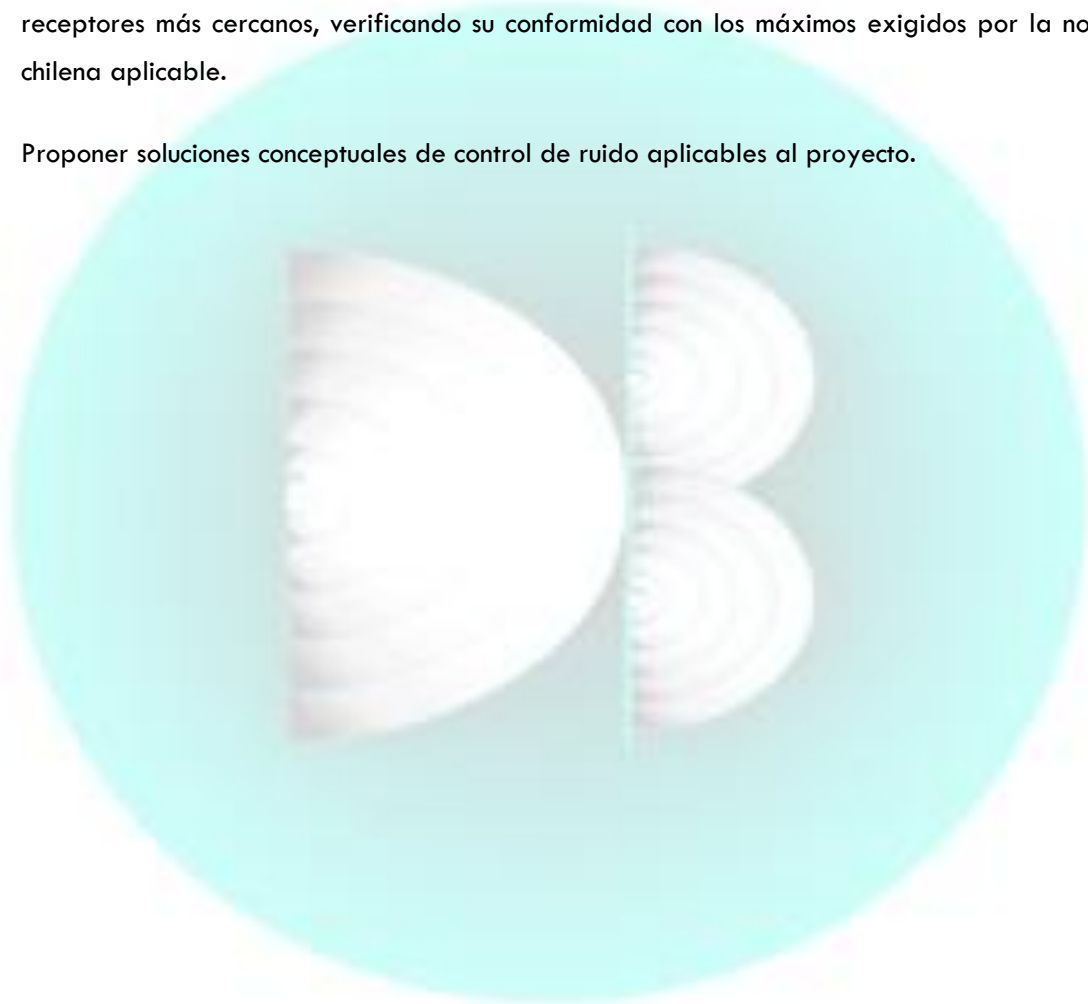 receptores más cercanos, verificando su conformidad con los máximos exigidos por la no
chilena aplicable.
Proponer soluciones conceptuales de control de ruido aplicables al proyecto.
DB